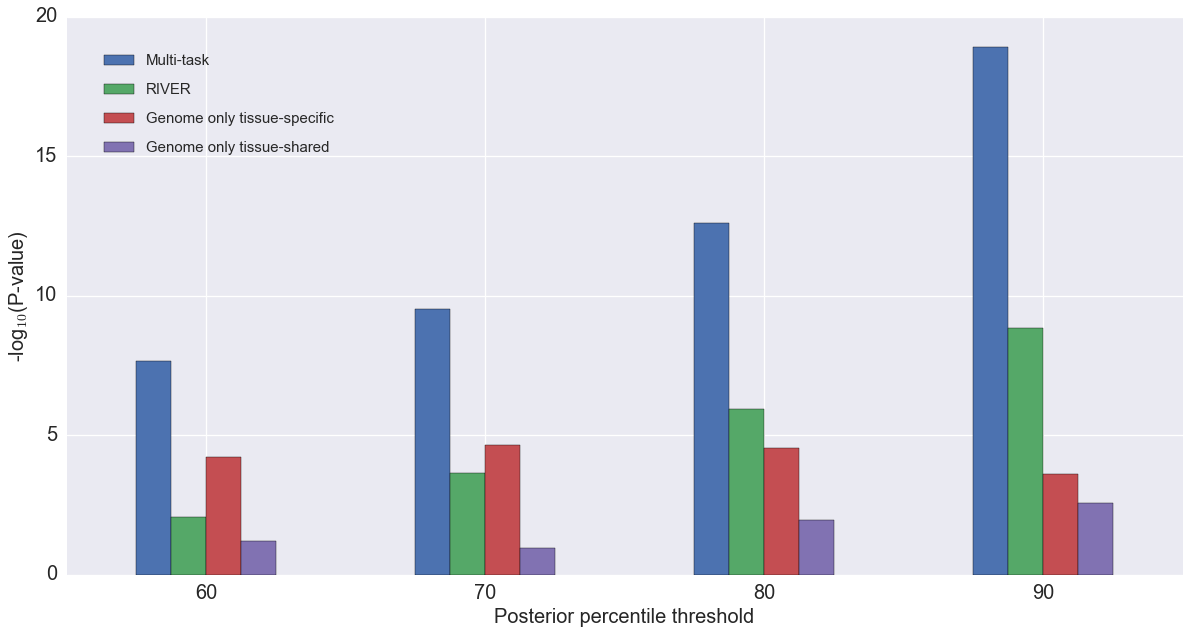 20
15
10
5
0
-log10(P-value)
Multi-task
RIVER
Genome only tissue-specific
Genome only tissue-shared
60 70 80 90
Posterior percentile threshold